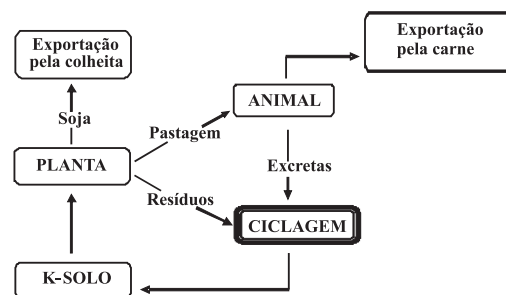 Exportação
pela colheita
Exportação
pela carne
Soja
ANIMAL
Pastagem
PLANTA
Excretas
Resíduos
CICLAGEM
K-SOLO